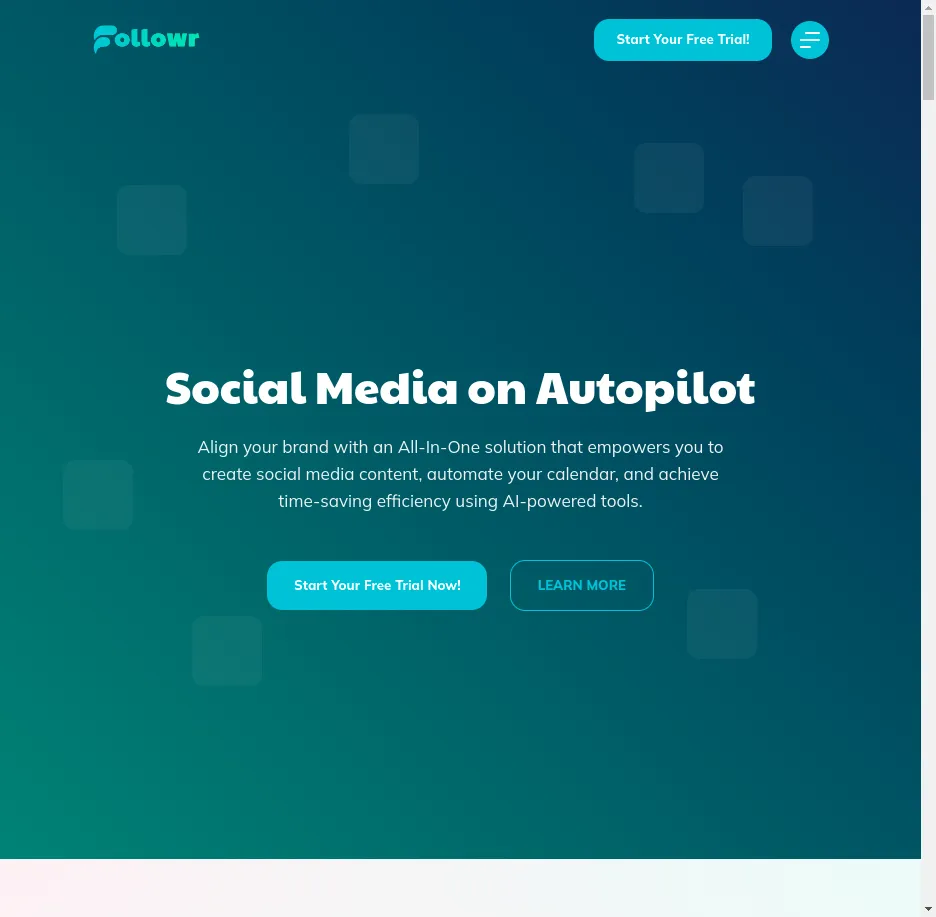 Followr
Start Your Free Trial!
Social Media on Autopilot
Align your brand with an All-In-One solution that empowers you to
create social media content, automate your calendar, and achieve
time-saving efficiency using AI-powered tools.
Start Your Free Trial Now!
LEARN MORE